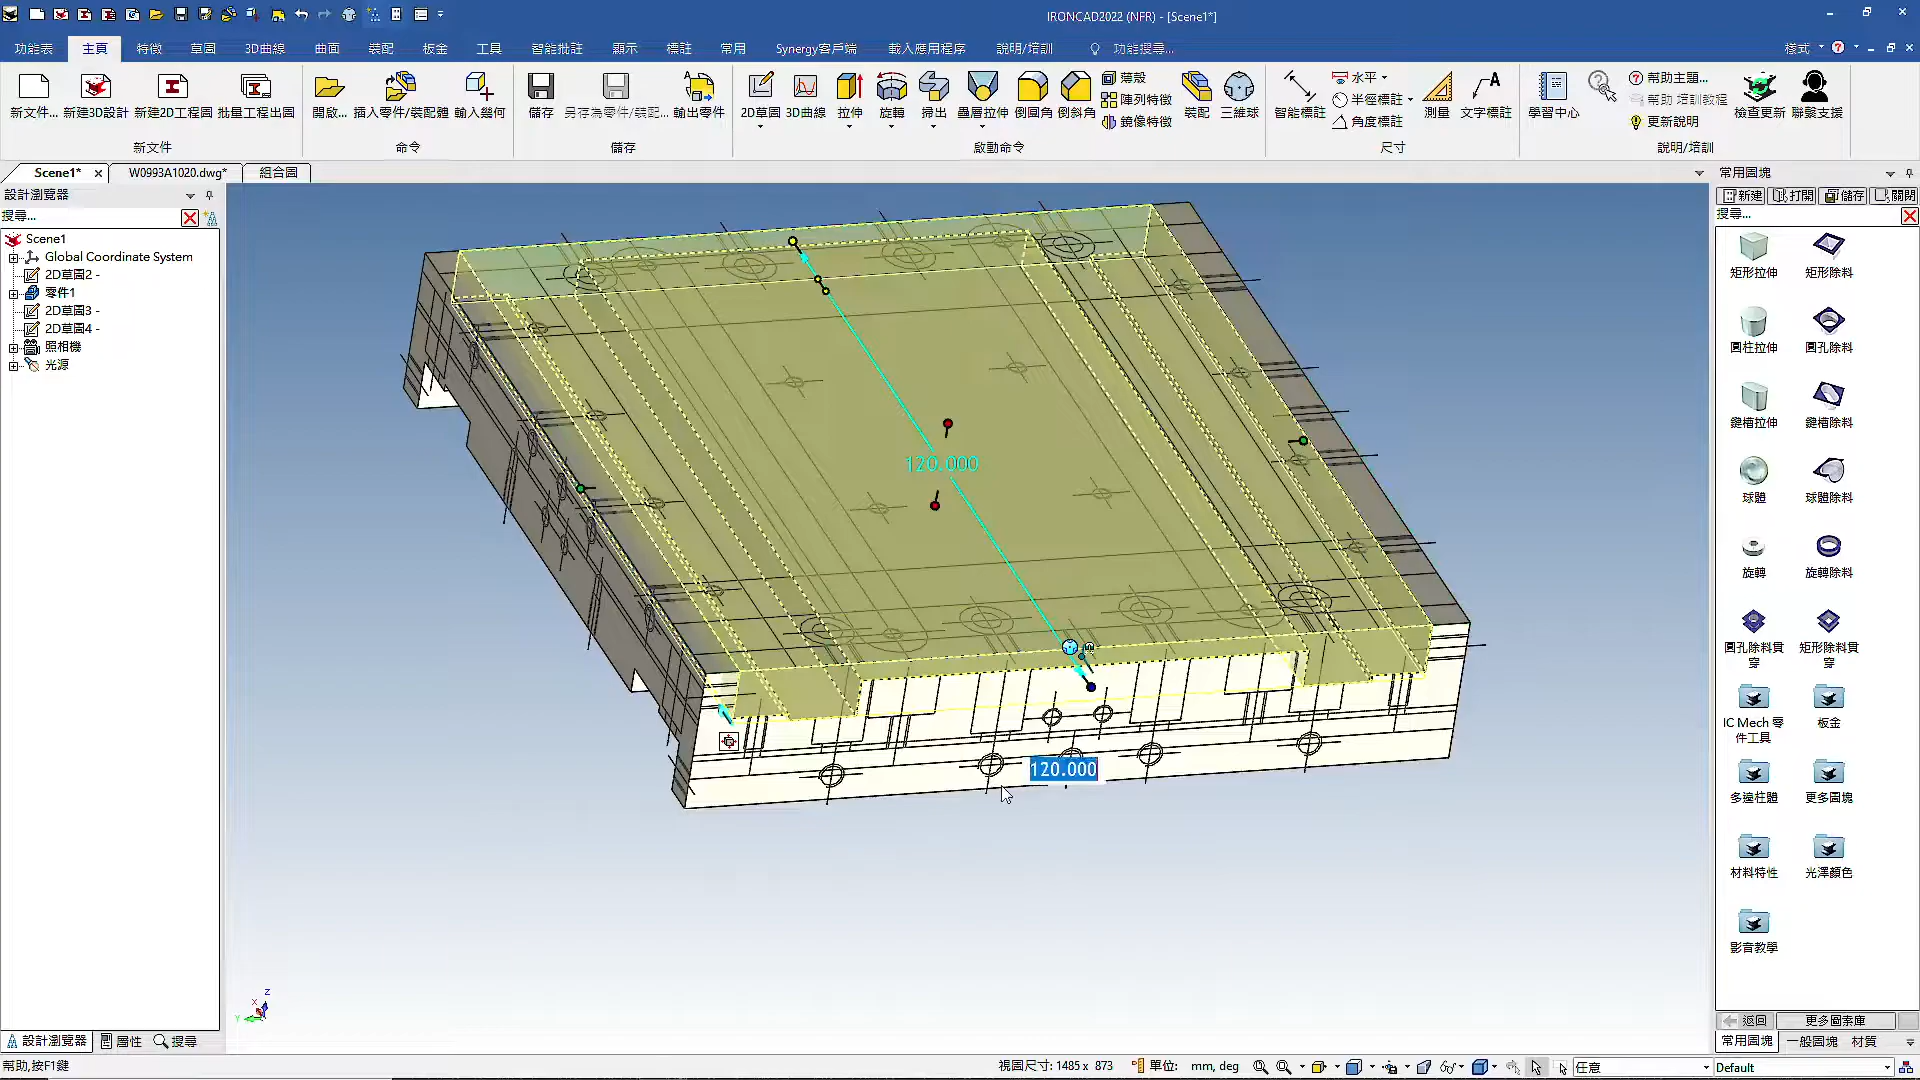 IRONCAD2022 (NFR) - [Scene1*]
功能表 主頁 特徵 草圖 3D曲線 曲面 裝配 鈑金 工具 智能批註 顯示 標註 常用 Synergy客戶端 載入應用程序 說明/培訓 功能搜尋... 樣式
新文件... 新建3D設計 新建2D工程圖 批量工程出圖
新文件
開啟... 插入零件/裝配體 輸入幾何
命令
儲存 另存為零件/裝配... 輸出零件
儲存
2D草圖 3D曲線 拉伸 旋轉 掃出 疊層拉伸 倒圓角 倒斜角 薄殼 陣列特徵 鏡像特徵 裝配 三維球
啟動命令
智能標註 水平 半徑標註 角度標註 測量 文字標註
尺寸
學習中心 幫助主題... 幫助 培訓教程 更新說明 檢查更新 聯繫支援
說明/培訓
Scene1* W0993A1020.dwg* 組合圖
設計瀏覽器
搜尋...
Scene1
Global Coordinate System
2D草圖2 -
零件1
2D草圖3 -
2D草圖4 -
照相機
光源
120.000
120.000
Z
X
Y
常用圖塊
新建 打開 儲存 關閉
搜尋...
矩形拉伸 矩形除料
圓柱拉伸 圓孔除料
鍵槽拉伸 鍵槽除料
球體 球體除料
旋轉 旋轉除料
圓孔除料貫穿 矩形除料貫穿
IC Mech 零件工具 板金
多邊柱體 更多圖塊
材料特性 光澤顏色
影音教學
返回 更多圖素庫
常用圖塊 一般圖塊 材質
設計瀏覽器 屬性 搜尋
幫助,按F1鍵
視圖尺寸: 1485 x 873 單位: mm, deg 任意 Default